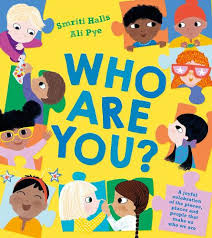 Smriti Halls
Ali Pye
WHO
ARE
YOU?
A joyful
celebration
of the pieces,
places and
people that
make us
who we are